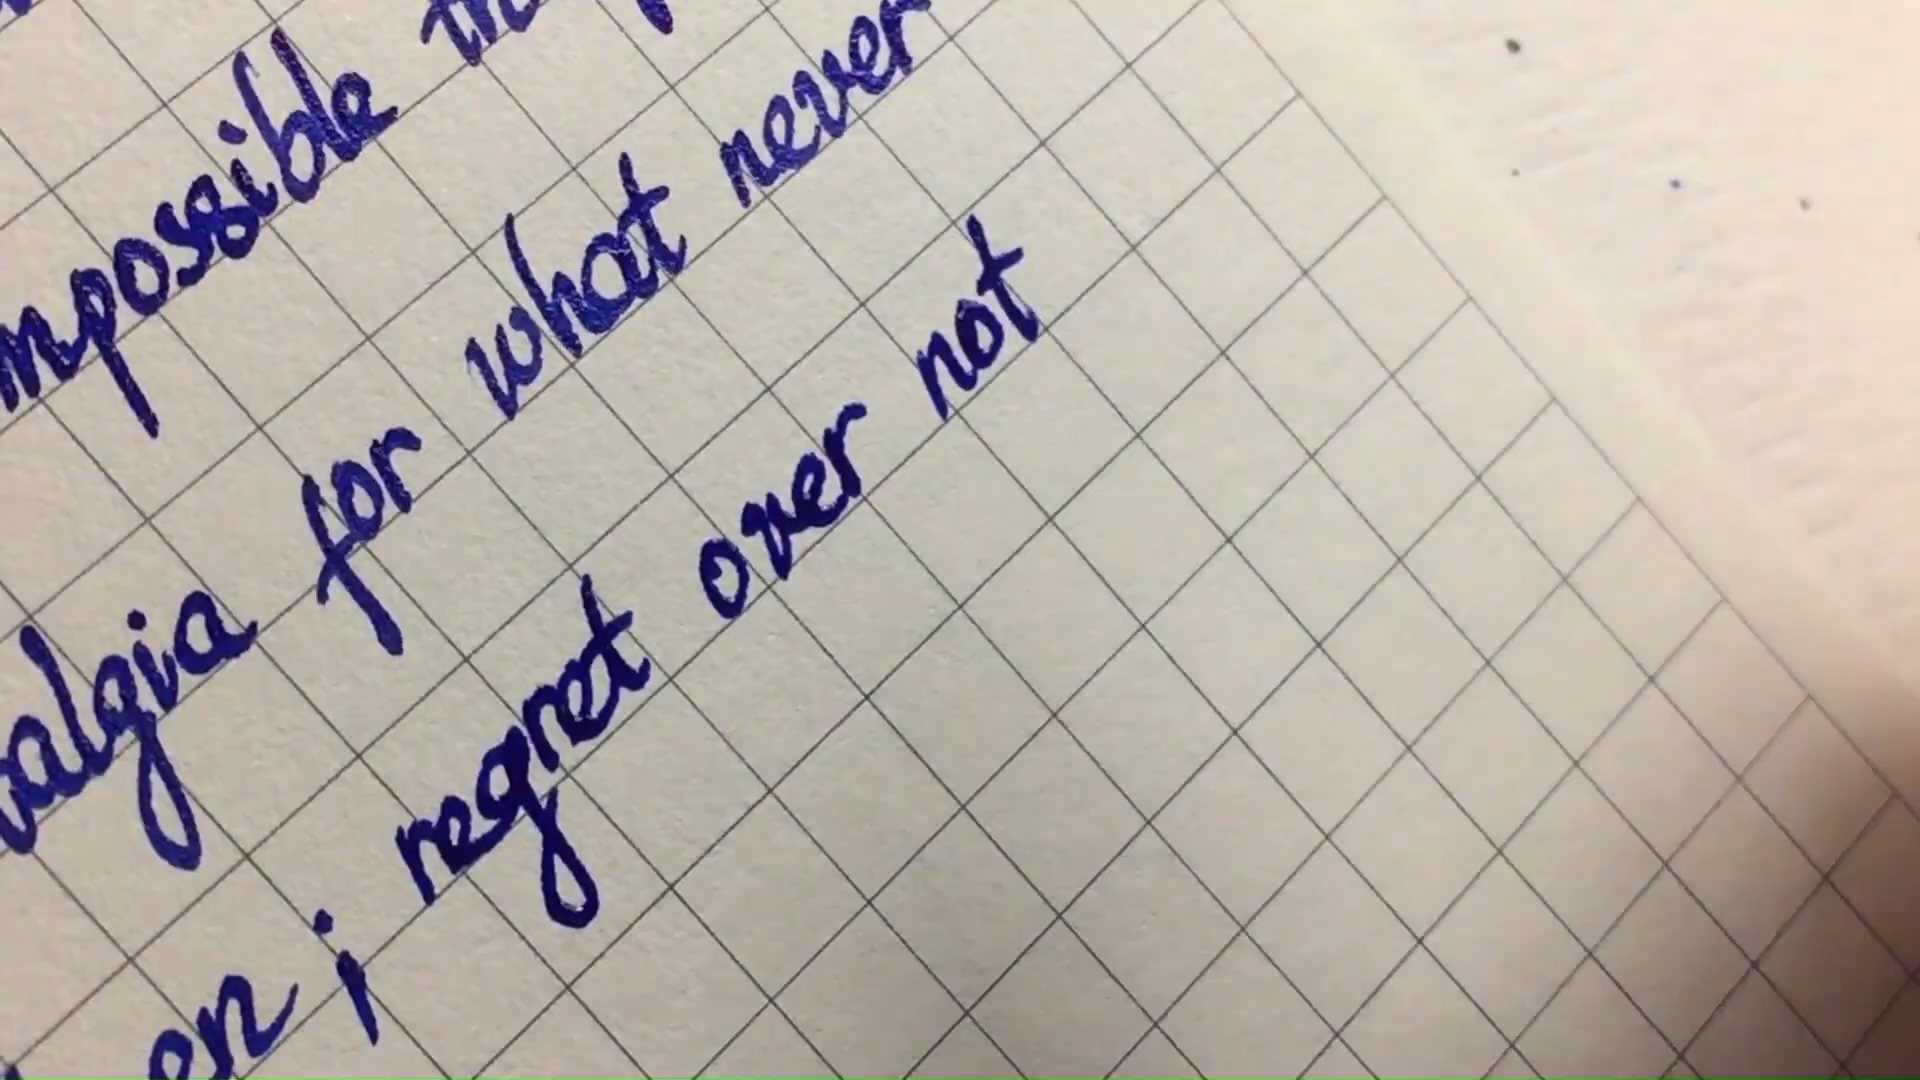 mpossible
algia for what never
en ; regret over not